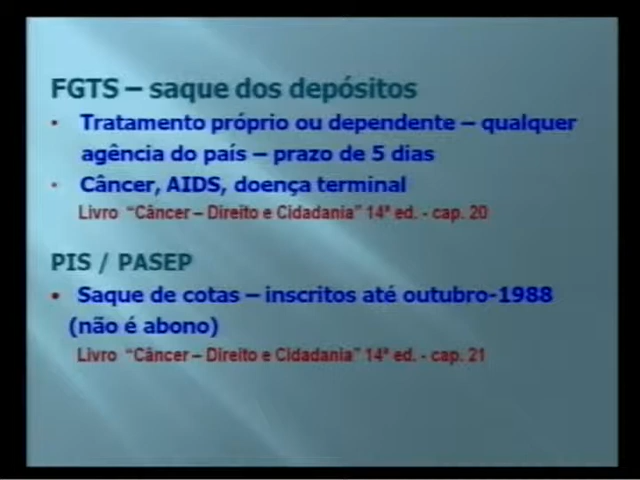 FGTS – saque dos depósitos
• Tratamento próprio ou dependente – qualquer
agência do país – prazo de 5 dias
• Câncer, AIDS, doença terminal
Livro "Câncer – Direito e Cidadania" 14ª ed. - cap. 20
PIS / PASEP
• Saque de cotas – inscritos até outubro-1988
(não é abono)
Livro "Câncer – Direito e Cidadania" 14ª ed. - cap. 21